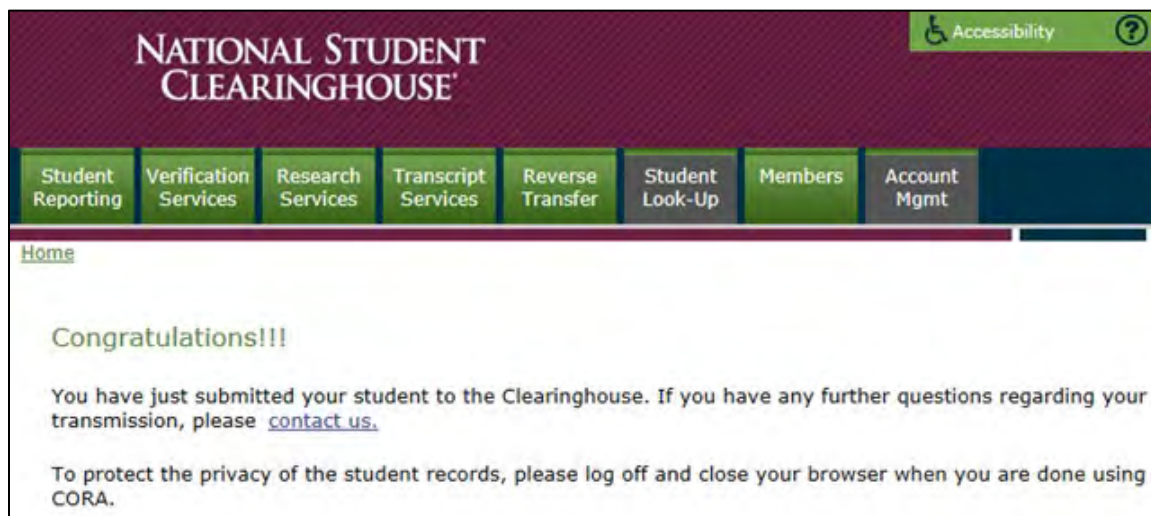 NATIONAL STUDENT
CLEARINGHOUSE®
Accessibility ?
Student Reporting
Verification Services
Research Services
Transcript Services
Reverse Transfer
Student Look-Up
Members
Account Mgmt
Home
Congratulations!!!
You have just submitted your student to the Clearinghouse. If you have any further questions regarding your
transmission, please contact us.
To protect the privacy of the student records, please log off and close your browser when you are done using
CORA.